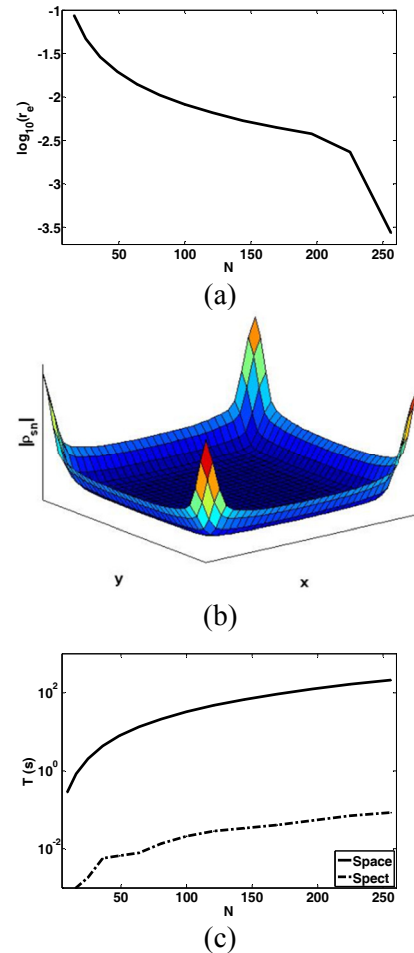 -1
-1.5
-2
-2.5
-3
-3.5
log10(re)
50 100 150 200 250
N
(a)
|ρsn|
y
x
(b)
10^2
10^0
10^-2
T (s)
50 100 150 200 250
N
Space
Spect
(c)